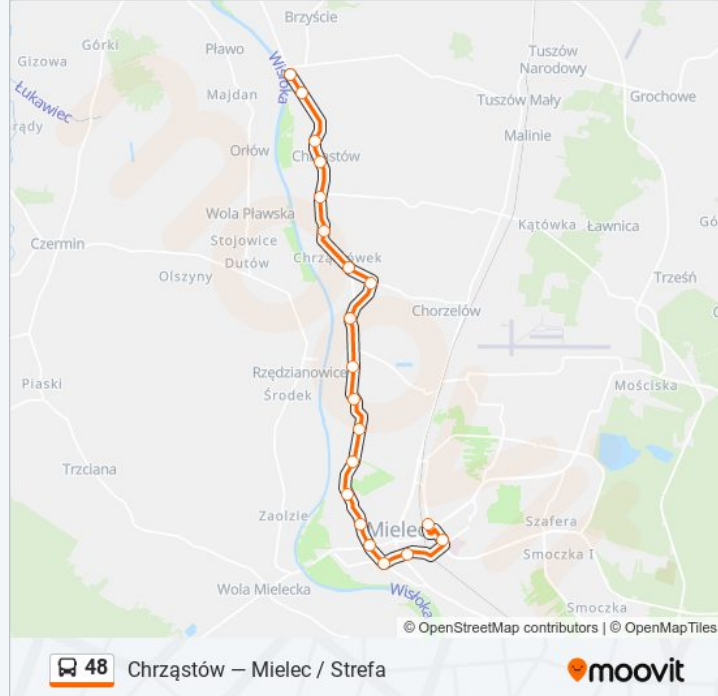 Brzyście
Górki
Pławo
Gizowa
Tuszów
Narodowy
Wisłoka
Łukawiec
Majdan
Grochowe
Tuszów Mały
rądy
Malinie
Orłów
Chrząstów
Wola Pławska
Kątówka
Ławnica
Gó
Czermin
Stojowice
Dutów
Chrząstówek
Olszyny
Trześń
Chorzelów
Rzędzianowice
Piaski
Środek
Mościska
Trzciana
Zaolzie
Mielec
Szafera
Smoczka I
Wola Mielecka
Wisłoka
Smoczka
© OpenStreetMap contributors | © OpenMapTiles
48 Chrząstów — Mielec / Strefa
moovit